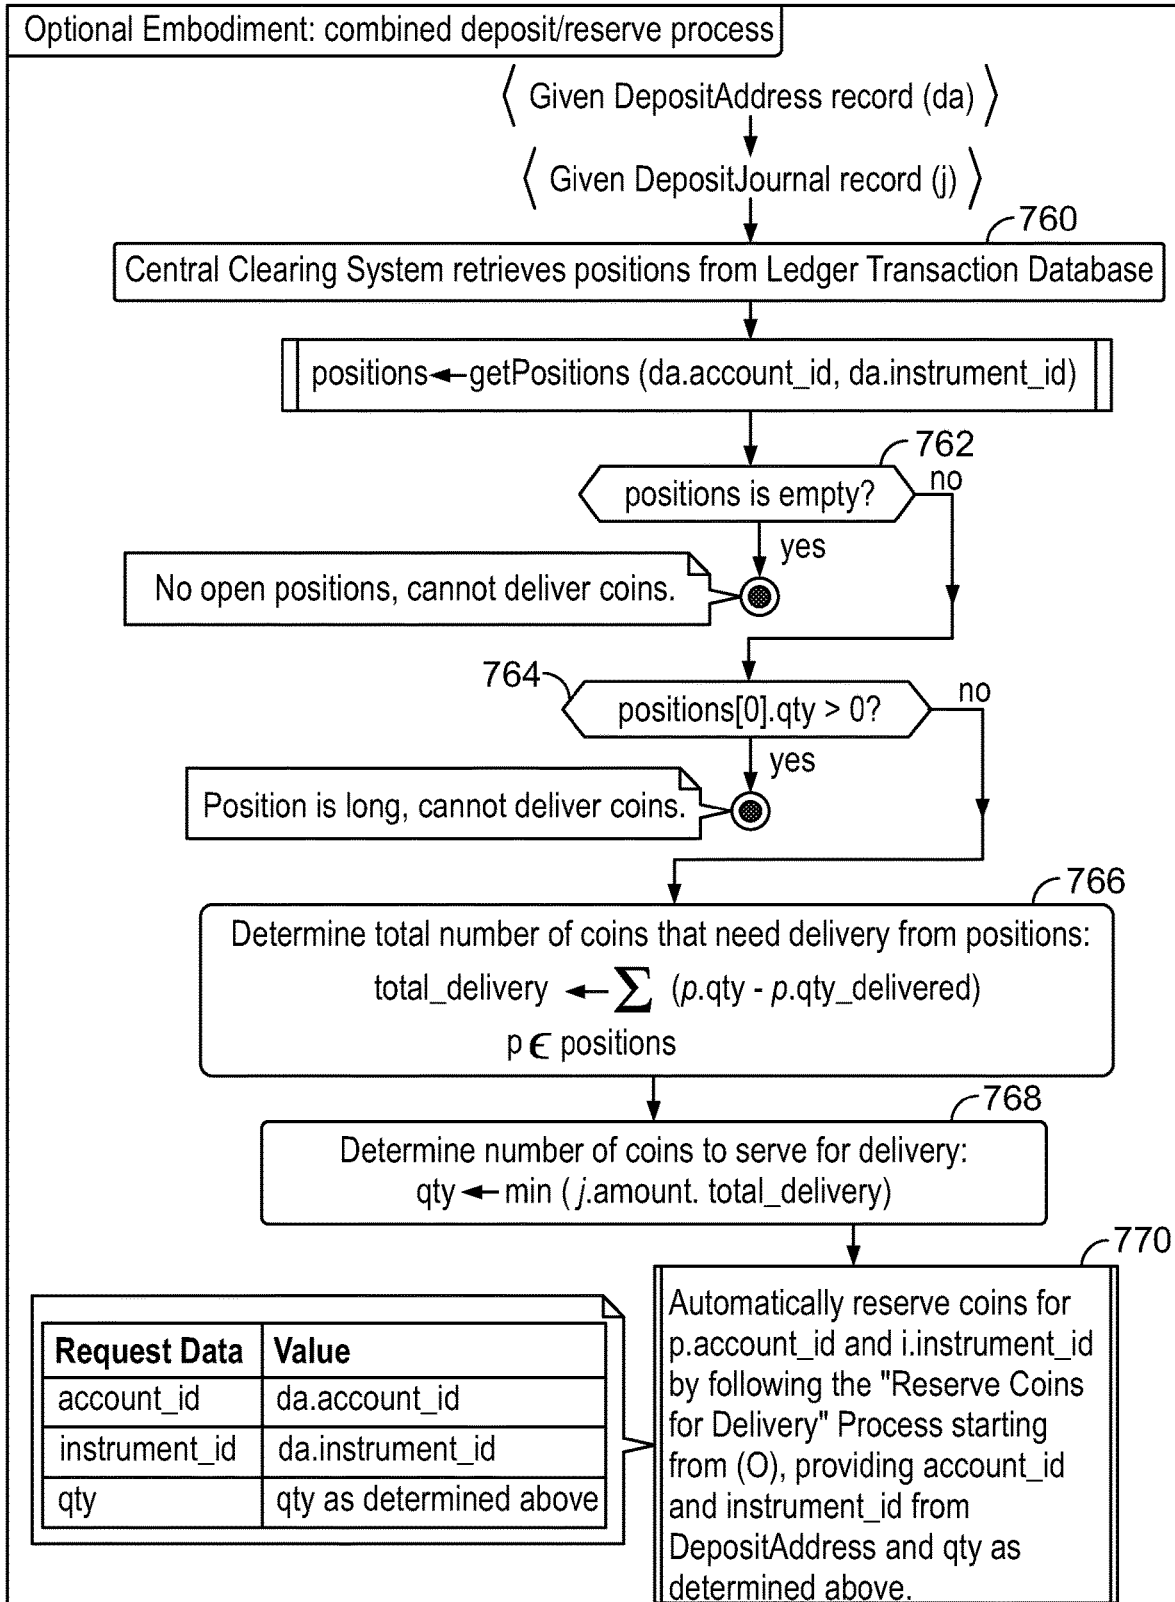 Optional Embodiment: combined deposit/reserve process
⟨ Given DepositAddress record (da) ⟩
⟨ Given DepositJournal record (j) ⟩
760
Central Clearing System retrieves positions from Ledger Transaction Database
positions←getPositions (da.account_id, da.instrument_id)
762
positions is empty?
no
yes
No open positions, cannot deliver coins.
764
positions[0].qty > 0?
no
yes
Position is long, cannot deliver coins.
766
Determine total number of coins that need delivery from positions:
total_delivery ← ∑ (p.qty - p.qty_delivered)
p ϵ positions
768
Determine number of coins to serve for delivery:
qty ← min ( j.amount. total_delivery)
770
Automatically reserve coins for
p.account_id and i.instrument_id
by following the "Reserve Coins
for Delivery" Process starting
from (O), providing account_id
and instrument_id from
DepositAddress and qty as
determined above.
Request Data Value
account_id da.account_id
instrument_id da.instrument_id
qty qty as determined above